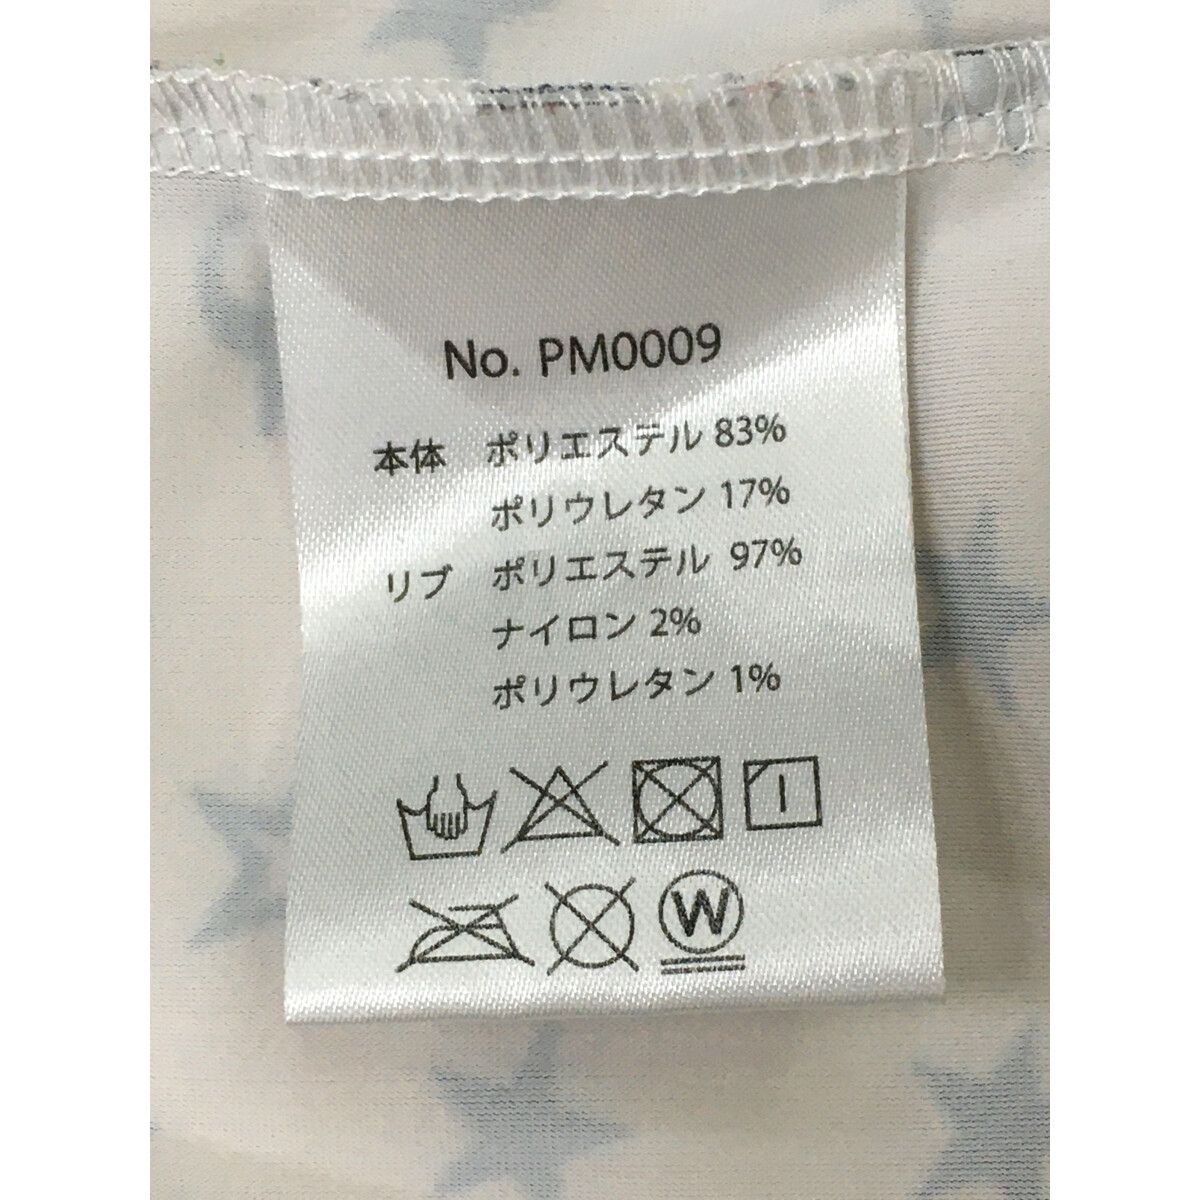 No. PM0009
本体 ポリエステル 83%
ポリウレタン 17%
リブ ポリエステル 97%
ナイロン 2%
ポリウレタン 1%
W